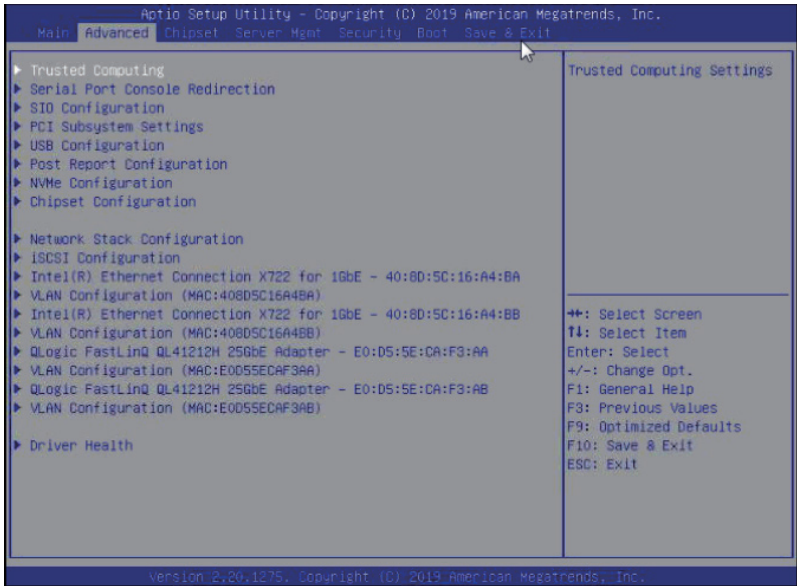 Aptio Setup Utility - Copyright (C) 2019 American Megatrends, Inc.
Main Advanced Chipset Server Mgmt Security Boot Save & Exit
Trusted Computing
Serial Port Console Redirection
SIO Configuration
PCI Subsystem Settings
USB Configuration
Post Report Configuration
NVMe Configuration
Chipset Configuration
Network Stack Configuration
iSCSI Configuration
Intel(R) Ethernet Connection X722 for 1GbE - 40:8D:5C:16:A4:BA
VLAN Configuration (MAC:408D5C16A4BA)
Intel(R) Ethernet Connection X722 for 1GbE - 40:8D:5C:16:A4:BB
VLAN Configuration (MAC:408D5C16A4BB)
QLogic FastLinQ QL41212H 25GbE Adapter - E0:D5:5E:CA:F3:AA
VLAN Configuration (MAC:E0D55ECAF3AA)
QLogic FastLinQ QL41212H 25GbE Adapter - E0:D5:5E:CA:F3:AB
VLAN Configuration (MAC:E0D55ECAF3AB)
Driver Health
Trusted Computing Settings
→←: Select Screen
↑↓: Select Item
Enter: Select
+/-: Change Opt.
F1: General Help
F3: Previous Values
F9: Optimized Defaults
F10: Save & Exit
ESC: Exit
Version 2.20.1275. Copyright (C) 2019 American Megatrends, Inc.